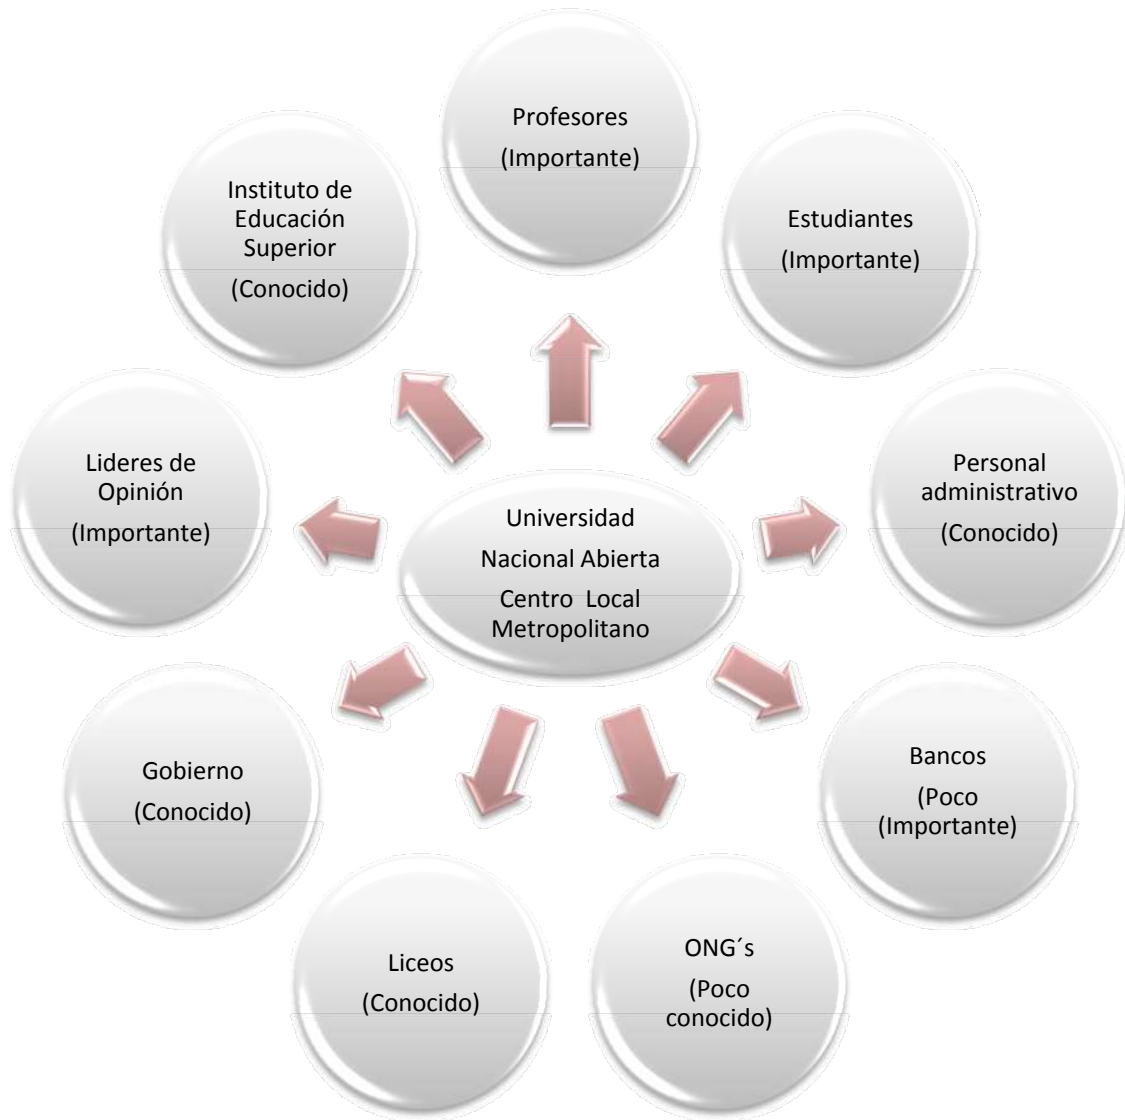 Profesores
(Importante)
Estudiantes
(Importante)
Personal
administrativo
(Conocido)
Bancos
(Poco
(Importante)
ONG´s
(Poco
conocido)
Liceos
(Conocido)
Gobierno
(Conocido)
Lideres de
Opinión
(Importante)
Instituto de
Educación
Superior
(Conocido)
Universidad
Nacional Abierta
Centro Local
Metropolitano